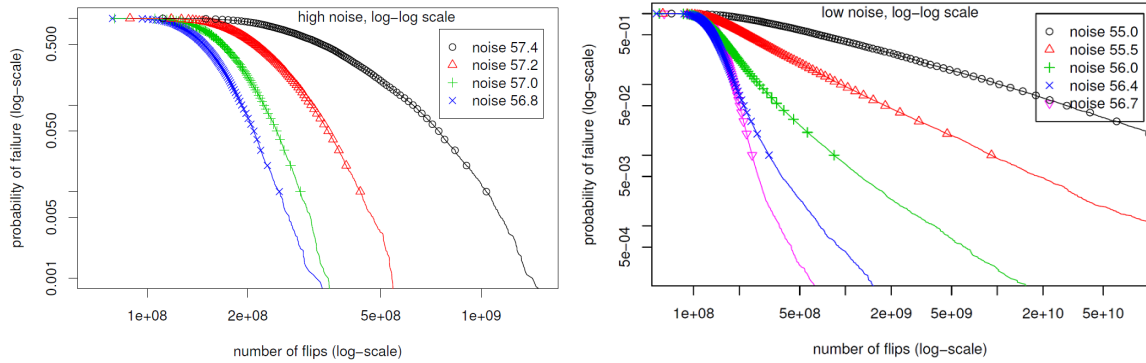 high noise, log-log scale
probability of failure (log-scale)
0.500
0.050
0.005
0.001
noise 57.4
noise 57.2
noise 57.0
noise 56.8
1e+08
2e+08
5e+08
1e+09
number of flips (log-scale)
low noise, log-log scale
probability of failure (log-scale)
5e-01
5e-02
5e-03
5e-04
noise 55.0
noise 55.5
noise 56.0
noise 56.4
noise 56.7
1e+08
5e+08
2e+09
5e+09
2e+10
number of flips (log-scale)